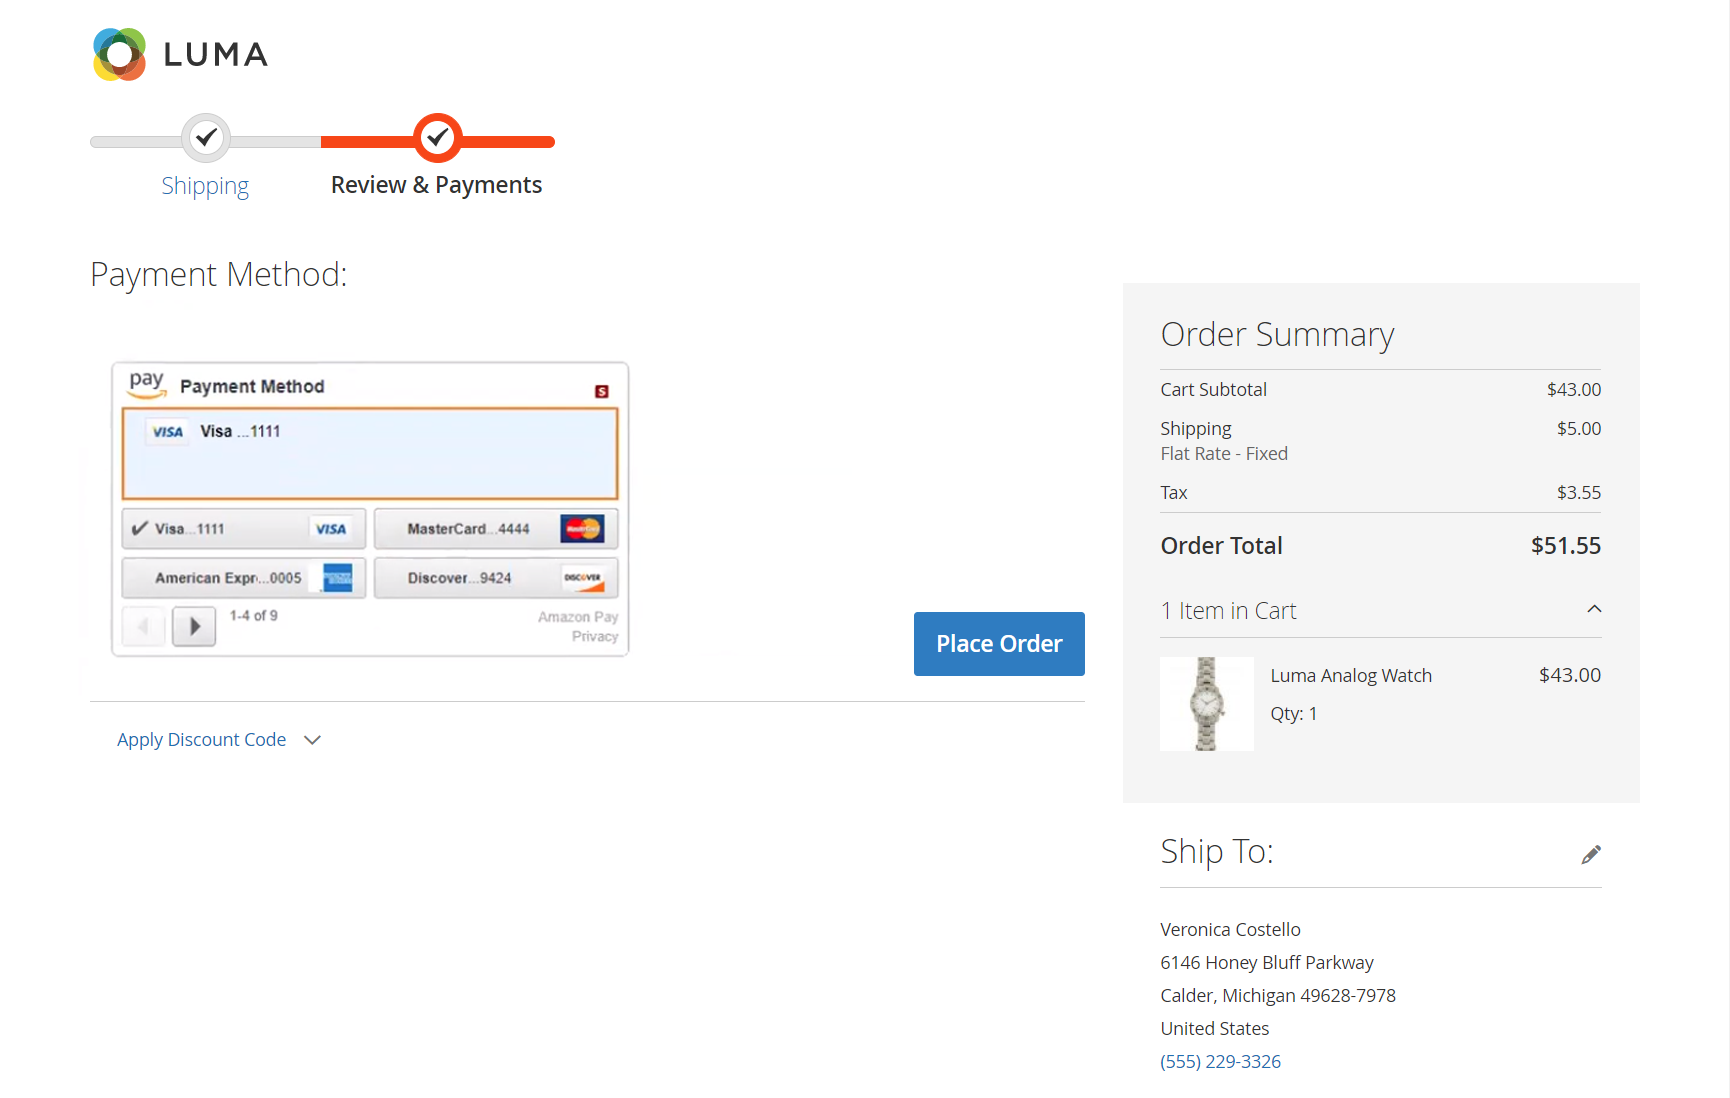 LUMA
Shipping
Review & Payments
Payment Method:
pay Payment Method
S
VISA Visa ...1111
Visa...1111 VISA
MasterCard...4444 MasterCard
American Expr...0005
Discover...9424 DISCOVER
1-4 of 9
Amazon Pay
Privacy
Place Order
Apply Discount Code
Order Summary
Cart Subtotal $43.00
Shipping $5.00
Flat Rate - Fixed
Tax $3.55
Order Total $51.55
1 Item in Cart
Luma Analog Watch $43.00
Qty: 1
Ship To:
Veronica Costello
6146 Honey Bluff Parkway
Calder, Michigan 49628-7978
United States
(555) 229-3326